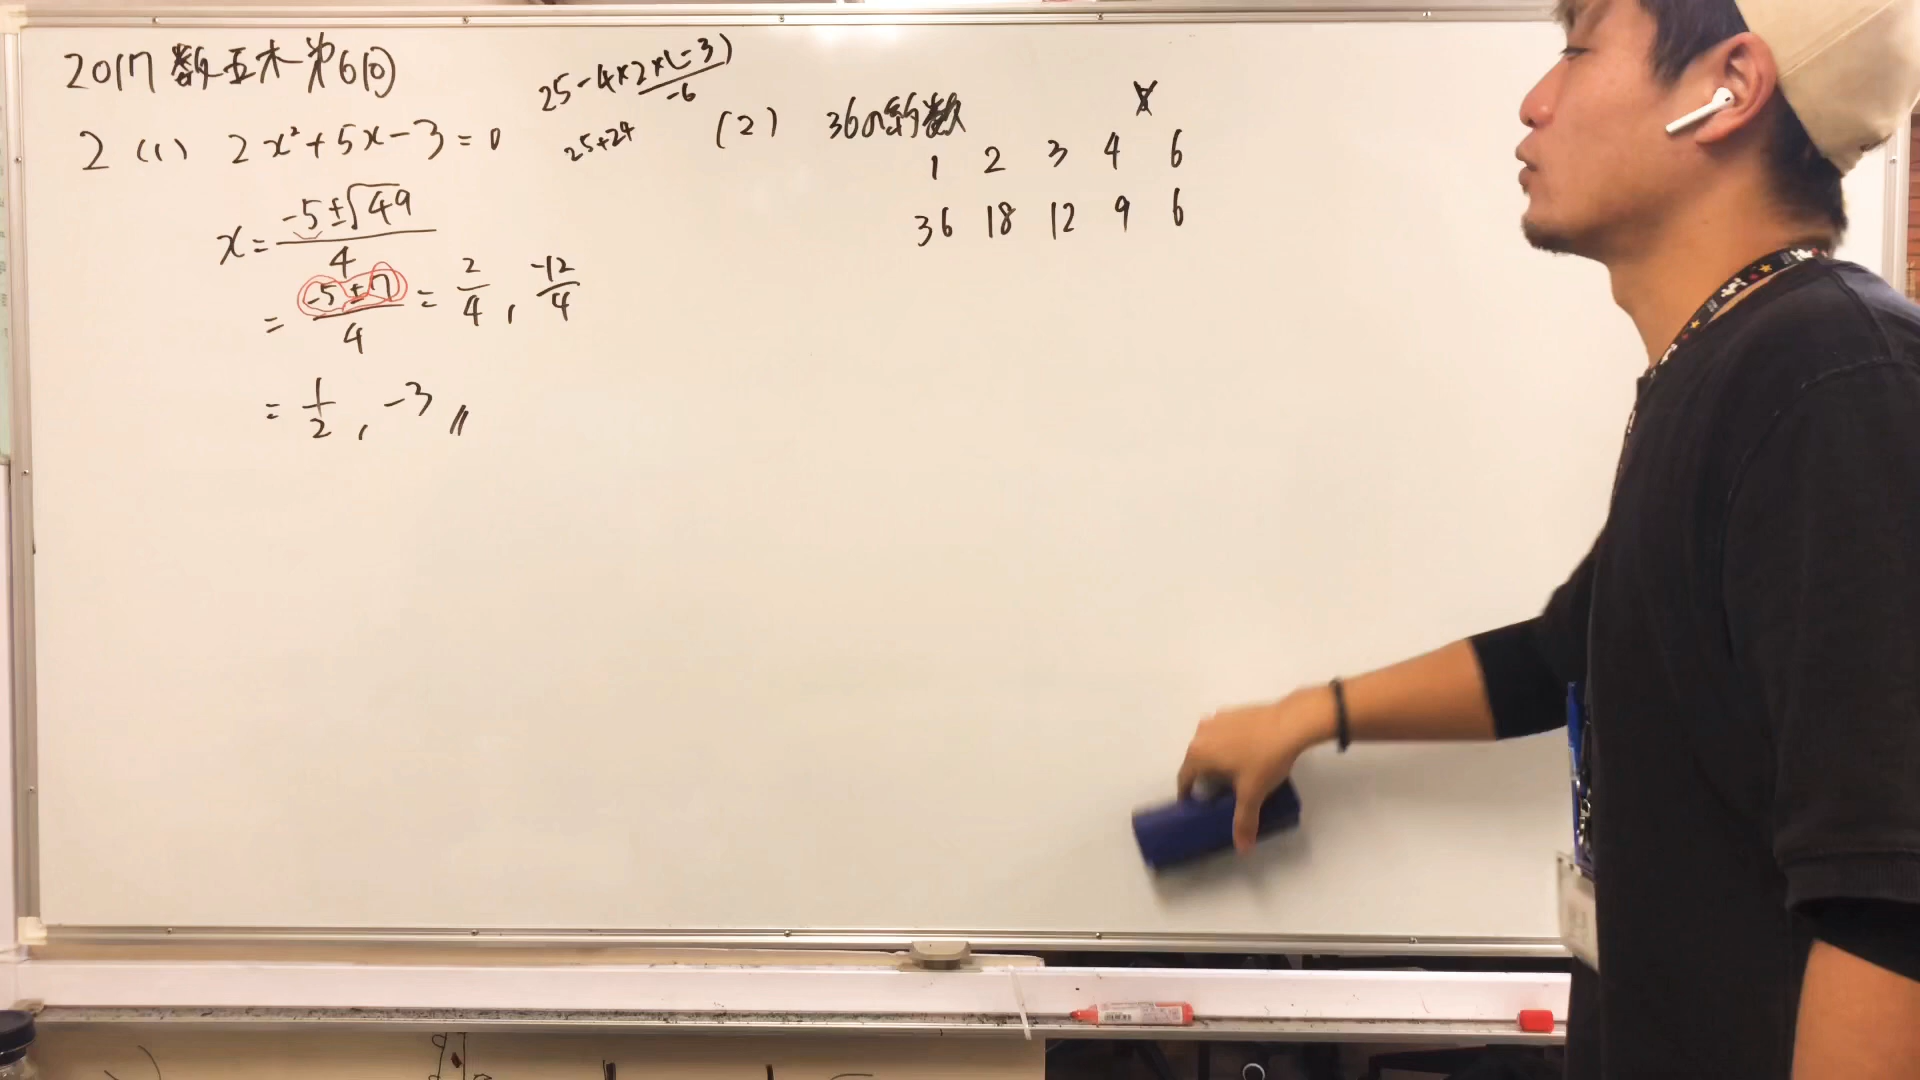 2017 数五木第6回
2 (1) 2x²+5x-3=0
x= -5±√49 / 4
= -5±7 / 4 = 2/4 , -12/4
= 1/2 , -3 〃
25-4×2×(-3)
-6
25+24
(2) 36の約数
1 2 3 4 6
36 18 12 9 6